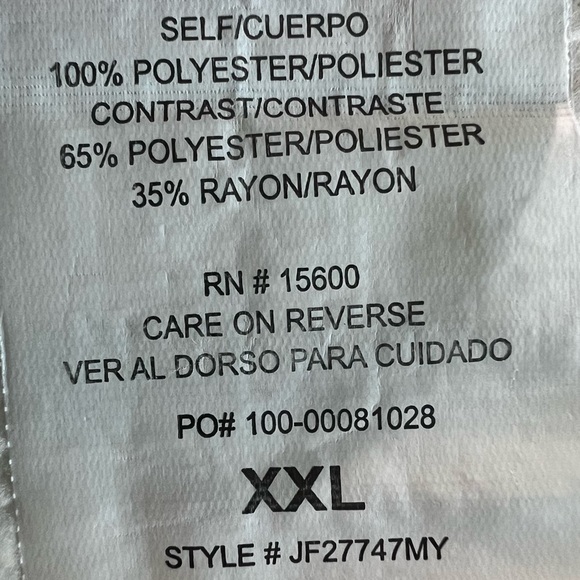 SELF/CUERPO
100% POLYESTER/POLIESTER
CONTRAST/CONTRASTE
65% POLYESTER/POLIESTER
35% RAYON/RAYON
RN # 15600
CARE ON REVERSE
VER AL DORSO PARA CUIDADO
PO# 100-00081028
XXL
STYLE # JF27747MY